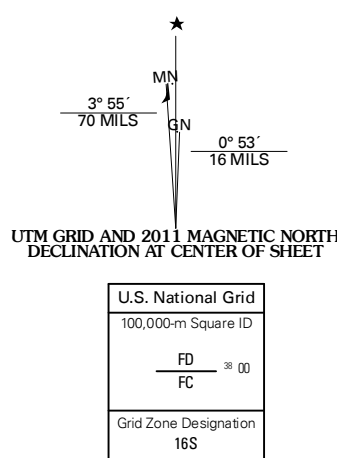 MN
3° 55´
70 MILS
GN
0° 53´
16 MILS
UTM GRID AND 2011 MAGNETIC NORTH
DECLINATION AT CENTER OF SHEET
U.S. National Grid
100,000-m Square ID
FD
38 00
FC
Grid Zone Designation
16S